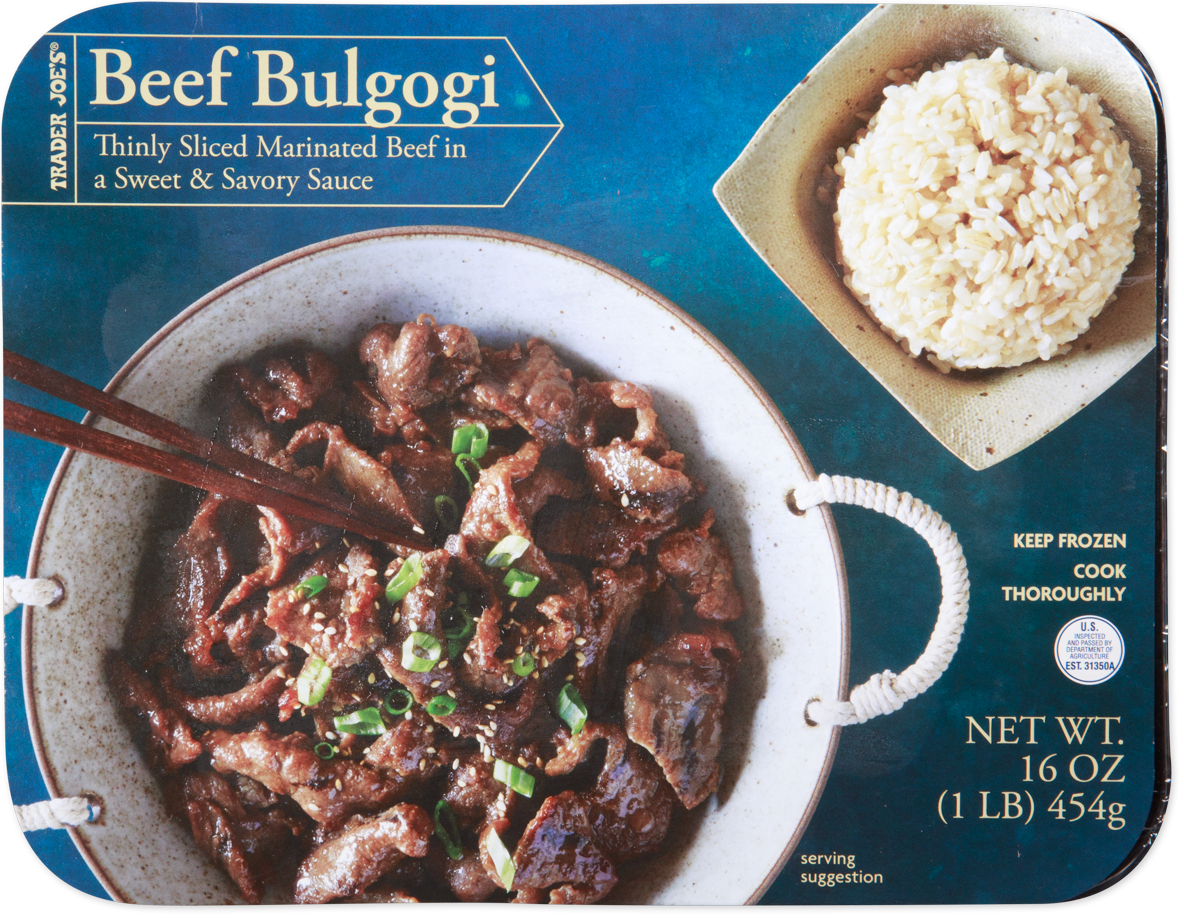 TRADER JOE'S®
Beef Bulgogi
Thinly Sliced Marinated Beef in
a Sweet & Savory Sauce
KEEP FROZEN
COOK
THOROUGHLY
U.S.
INSPECTED
AND PASSED BY
DEPARTMENT OF
AGRICULTURE
EST. 31350A
NET WT.
16 OZ
(1 LB) 454g
serving
suggestion